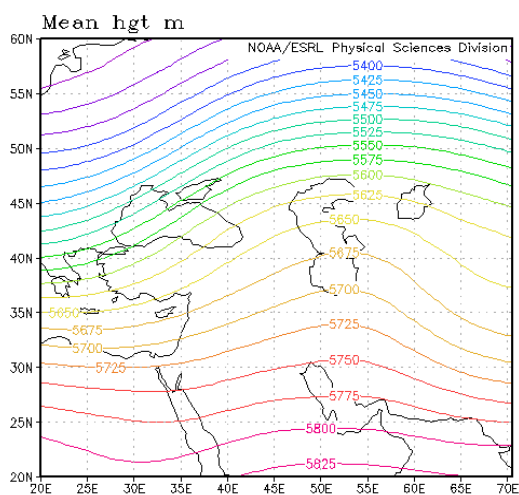 Mean hgt m
NOAA/ESRL Physical Sciences Division
60N
5400
5425
55N
5450
5475
5500
5525
50N
5550
5575
5600
5625
45N
5650
5675
40N
5700
35N
5650
5675
5725
5700
30N
5725
5750
5775
25N
5800
5825
20N
20E 25E 30E 35E 40E 45E 50E 55E 60E 65E 70E